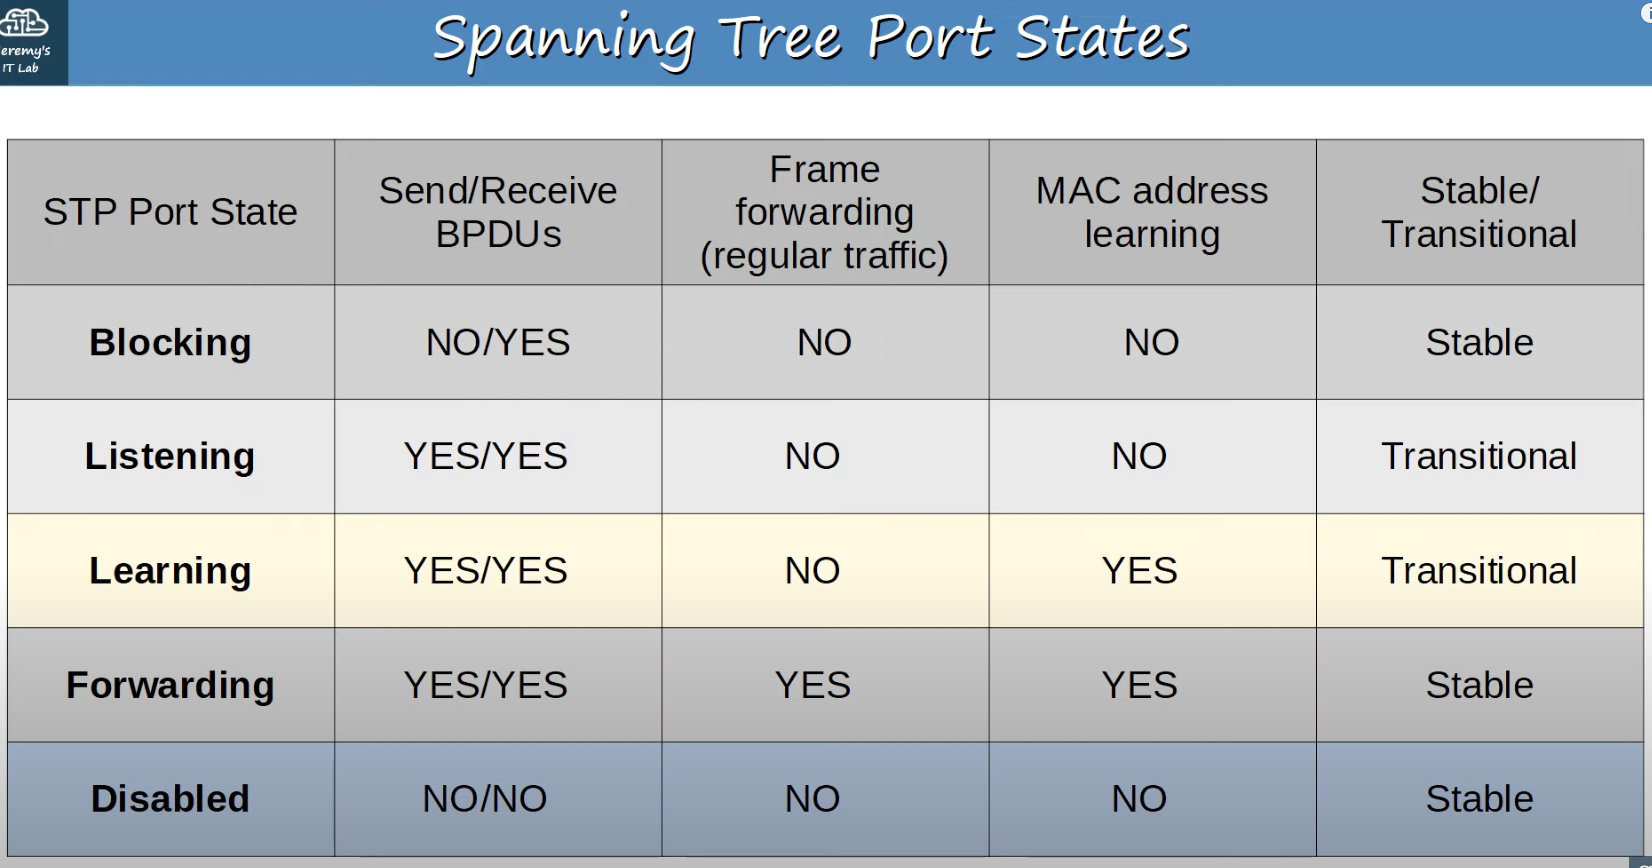 Jeremy's
IT Lab
Spanning Tree Port States
STP Port State
Send/Receive
BPDUs
Frame
forwarding
(regular traffic)
MAC address
learning
Stable/
Transitional
Blocking
NO/YES
NO
NO
Stable
Listening
YES/YES
NO
NO
Transitional
Learning
YES/YES
NO
YES
Transitional
Forwarding
YES/YES
YES
YES
Stable
Disabled
NO/NO
NO
NO
Stable